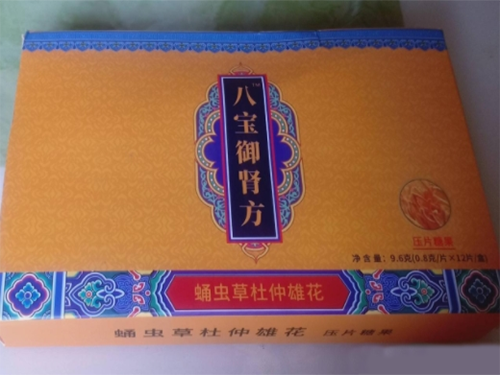 八宝御肾方
压片糖果
净含量：9.6克(0.8克/片×12片/盒)
蛹虫草杜仲雄花
蛹虫草杜仲雄花 压片糖果